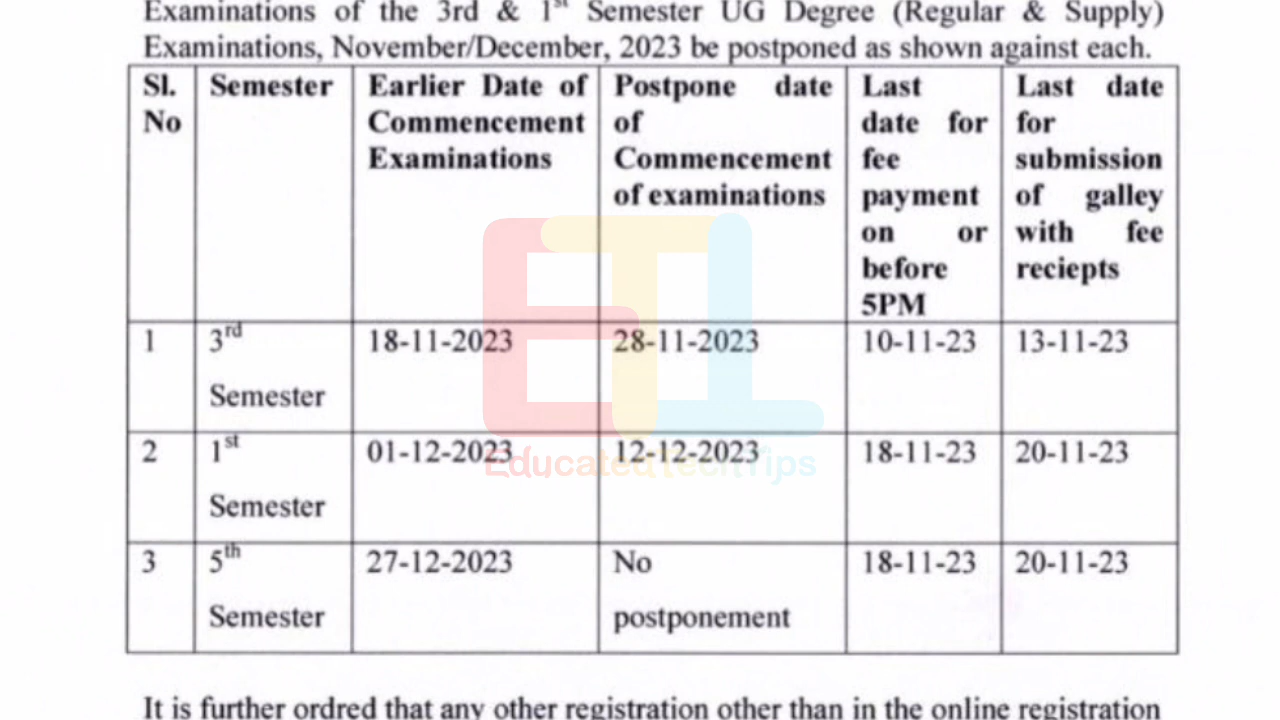 Examinations of the 3rd & 1st Semester UG Degree (Regular & Supply)
Examinations, November/December, 2023 be postponed as shown against each.
Sl. No
Semester
Earlier Date of
Commencement
Examinations
Postpone date
of
Commencement
of examinations
Last
date for
fee
payment
on or
before
5PM
Last date
for
submission
of galley
with fee
reciepts
1
3rd
Semester
18-11-2023
28-11-2023
10-11-23
13-11-23
2
1st
Semester
01-12-2023
12-12-2023
18-11-23
20-11-23
3
5th
Semester
27-12-2023
No
postponement
18-11-23
20-11-23
It is further ordred that any other registration other than in the online registration
ETT
EducatedTechTips